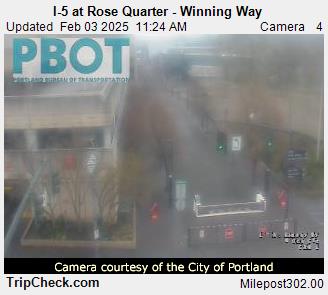 I-5 at Rose Quarter - Winning Way
Updated  Feb 03 2025  11:24 AM
Camera  4
PBOT
PORTLAND BUREAU OF TRANSPORTATION
Camera courtesy of the City of Portland
TripCheck.com
Milepost302.00